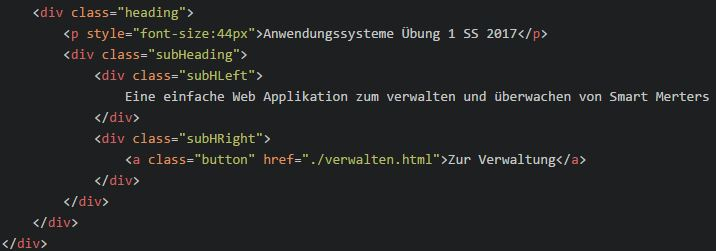 <div class="heading">
<p style="font-size:44px">Anwendungssysteme Übung 1 SS 2017</p>
<div class="subHeading">
<div class="subHLeft">
Eine einfache Web Applikation zum verwalten und überwachen von Smart Merters
</div>
<div class="subHRight">
<a class="button" href="./verwalten.html">Zur Verwaltung</a>
</div>
</div>
</div>
</div>